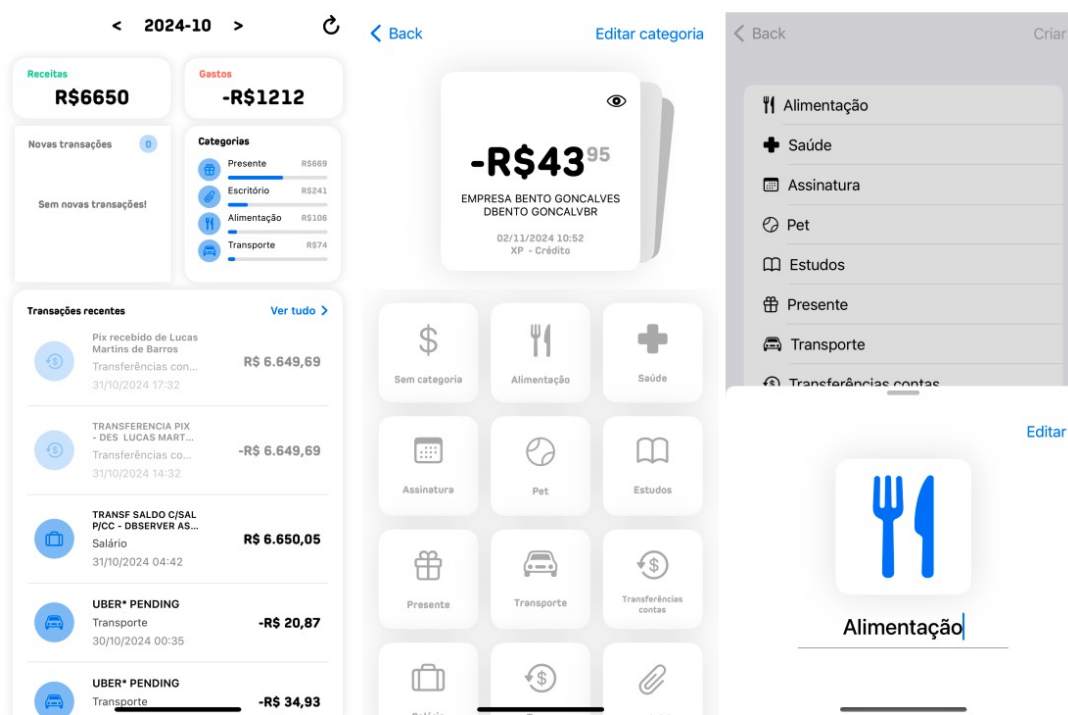 < 2024-10 >
Receitas
R$6650
Gastos
-R$1212
Novas transações 0
Sem novas transações!
Categorias
Presente R$669
Escritório R$241
Alimentação R$106
Transporte R$74
Transações recentes
Ver tudo >
Pix recebido de Lucas
Martins de Barros
Transferências con...
31/10/2024 17:32
R$ 6.649,69
TRANSFERENCIA PIX
- DES LUCAS MART...
Transferências co...
31/10/2024 14:32
-R$ 6.649,69
TRANSF SALDO C/SAL
P/CC - DBSERVER AS...
Salário
31/10/2024 04:42
R$ 6.650,05
UBER* PENDING
Transporte
30/10/2024 00:35
-R$ 20,87
UBER* PENDING
Transporte
-R$ 34,93
Back
Editar categoria
-R$43 95
EMPRESA BENTO GONCALVES
DBENTO GONCALVBR
02/11/2024 10:52
XP - Crédito
Sem categoria
Alimentação
Saúde
Assinatura
Pet
Estudos
Presente
Transporte
Transferências
contas
Back
Criar
Alimentação
Saúde
Assinatura
Pet
Estudos
Presente
Transporte
Transferências contas
Editar
Alimentação